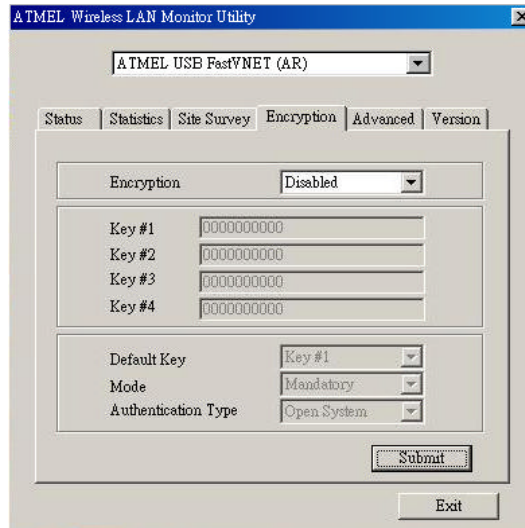 ATMEL Wireless LAN Monitor Utility
ATMEL USB FastVNET (AR)
Status Statistics Site Survey Encryption Advanced Version
Encryption Disabled
Key #1 0000000000
Key #2 0000000000
Key #3 0000000000
Key #4 0000000000
Default Key Key #1
Mode Mandatory
Authentication Type Open System
Submit
Exit